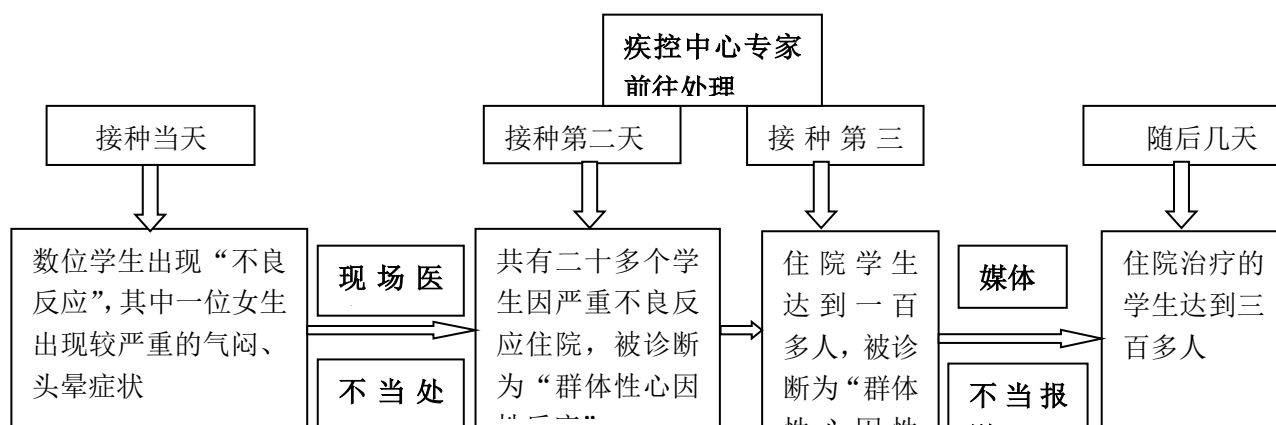 疾控中心专家
前往处理
接种当天
接种第二天
接 种 第 三
随后几天
数位学生出现“不良
反应”,其中一位女生
出现较严重的气闷、
头晕症状
现 场 医
不 当 处
共有二十多个学
生因严重不良反
应住院，被诊断
为“群体性心因
住 院 学 生
达 到 一 百
多人，被诊
断为“群体
性 心 因 性
媒体
不 当 报
住院治疗的
学生达到三
百多人